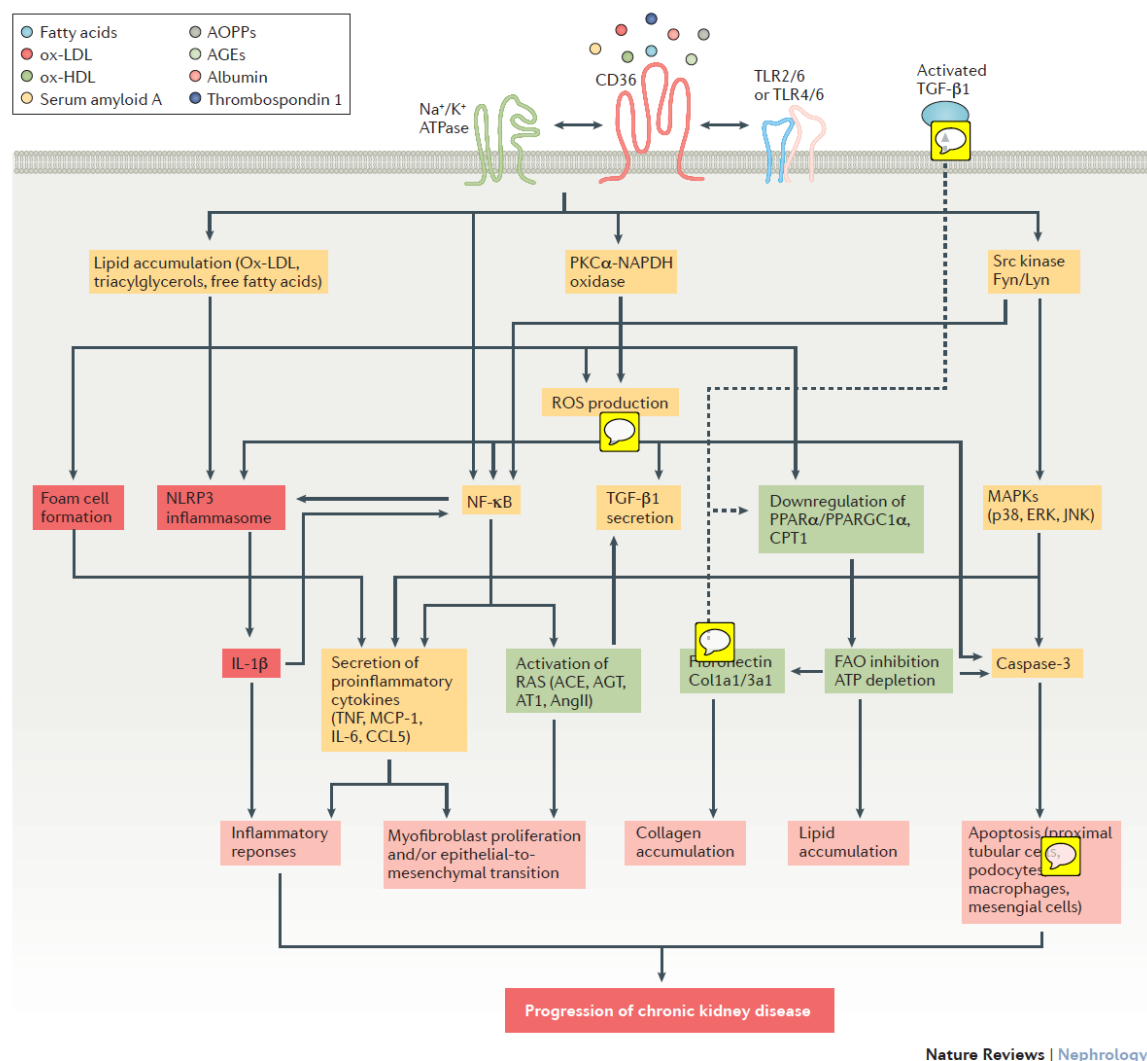 Fatty acids
ox-LDL
ox-HDL
Serum amyloid A
AOPPs
AGEs
Albumin
Thrombospondin 1
Na⁺/K⁺
ATPase
CD36
TLR2/6
or TLR4/6
Activated
TGF-β1
Lipid accumulation (Ox-LDL,
triacylglycerols, free fatty acids)
PKCα-NAPDH
oxidase
Src kinase
Fyn/Lyn
ROS production
Foam cell
formation
NLRP3
inflammasome
NF-κB
TGF-β1
secretion
Downregulation of
PPARα/PPARGC1α,
CPT1
MAPKs
(p38, ERK, JNK)
IL-1β
Secretion of
proinflammatory
cytokines
(TNF, MCP-1,
IL-6, CCL5)
Activation of
RAS (ACE, AGT,
AT1, AngII)
Fibronectin
Col1a1/3a1
FAO inhibition
ATP depletion
Caspase-3
Inflammatory
reponses
Myofibroblast proliferation
and/or epithelial-to-
mesenchymal transition
Collagen
accumulation
Lipid
accumulation
Apoptosis (proximal
tubular cells,
podocytes,
macrophages,
mesengial cells)
Progression of chronic kidney disease
Nature Reviews | Nephrology